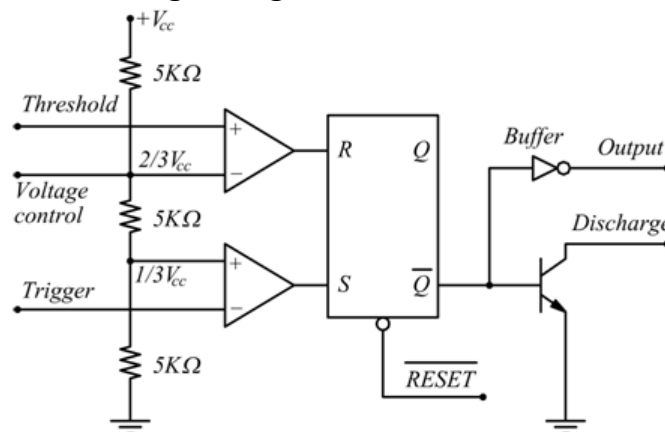 +Vcc
5KΩ
Threshold
2/3Vcc
Voltage
control
5KΩ
1/3Vcc
Trigger
5KΩ
+
−
+
−
R
Q
S
Q̅
RESET
Buffer
Output
Discharge